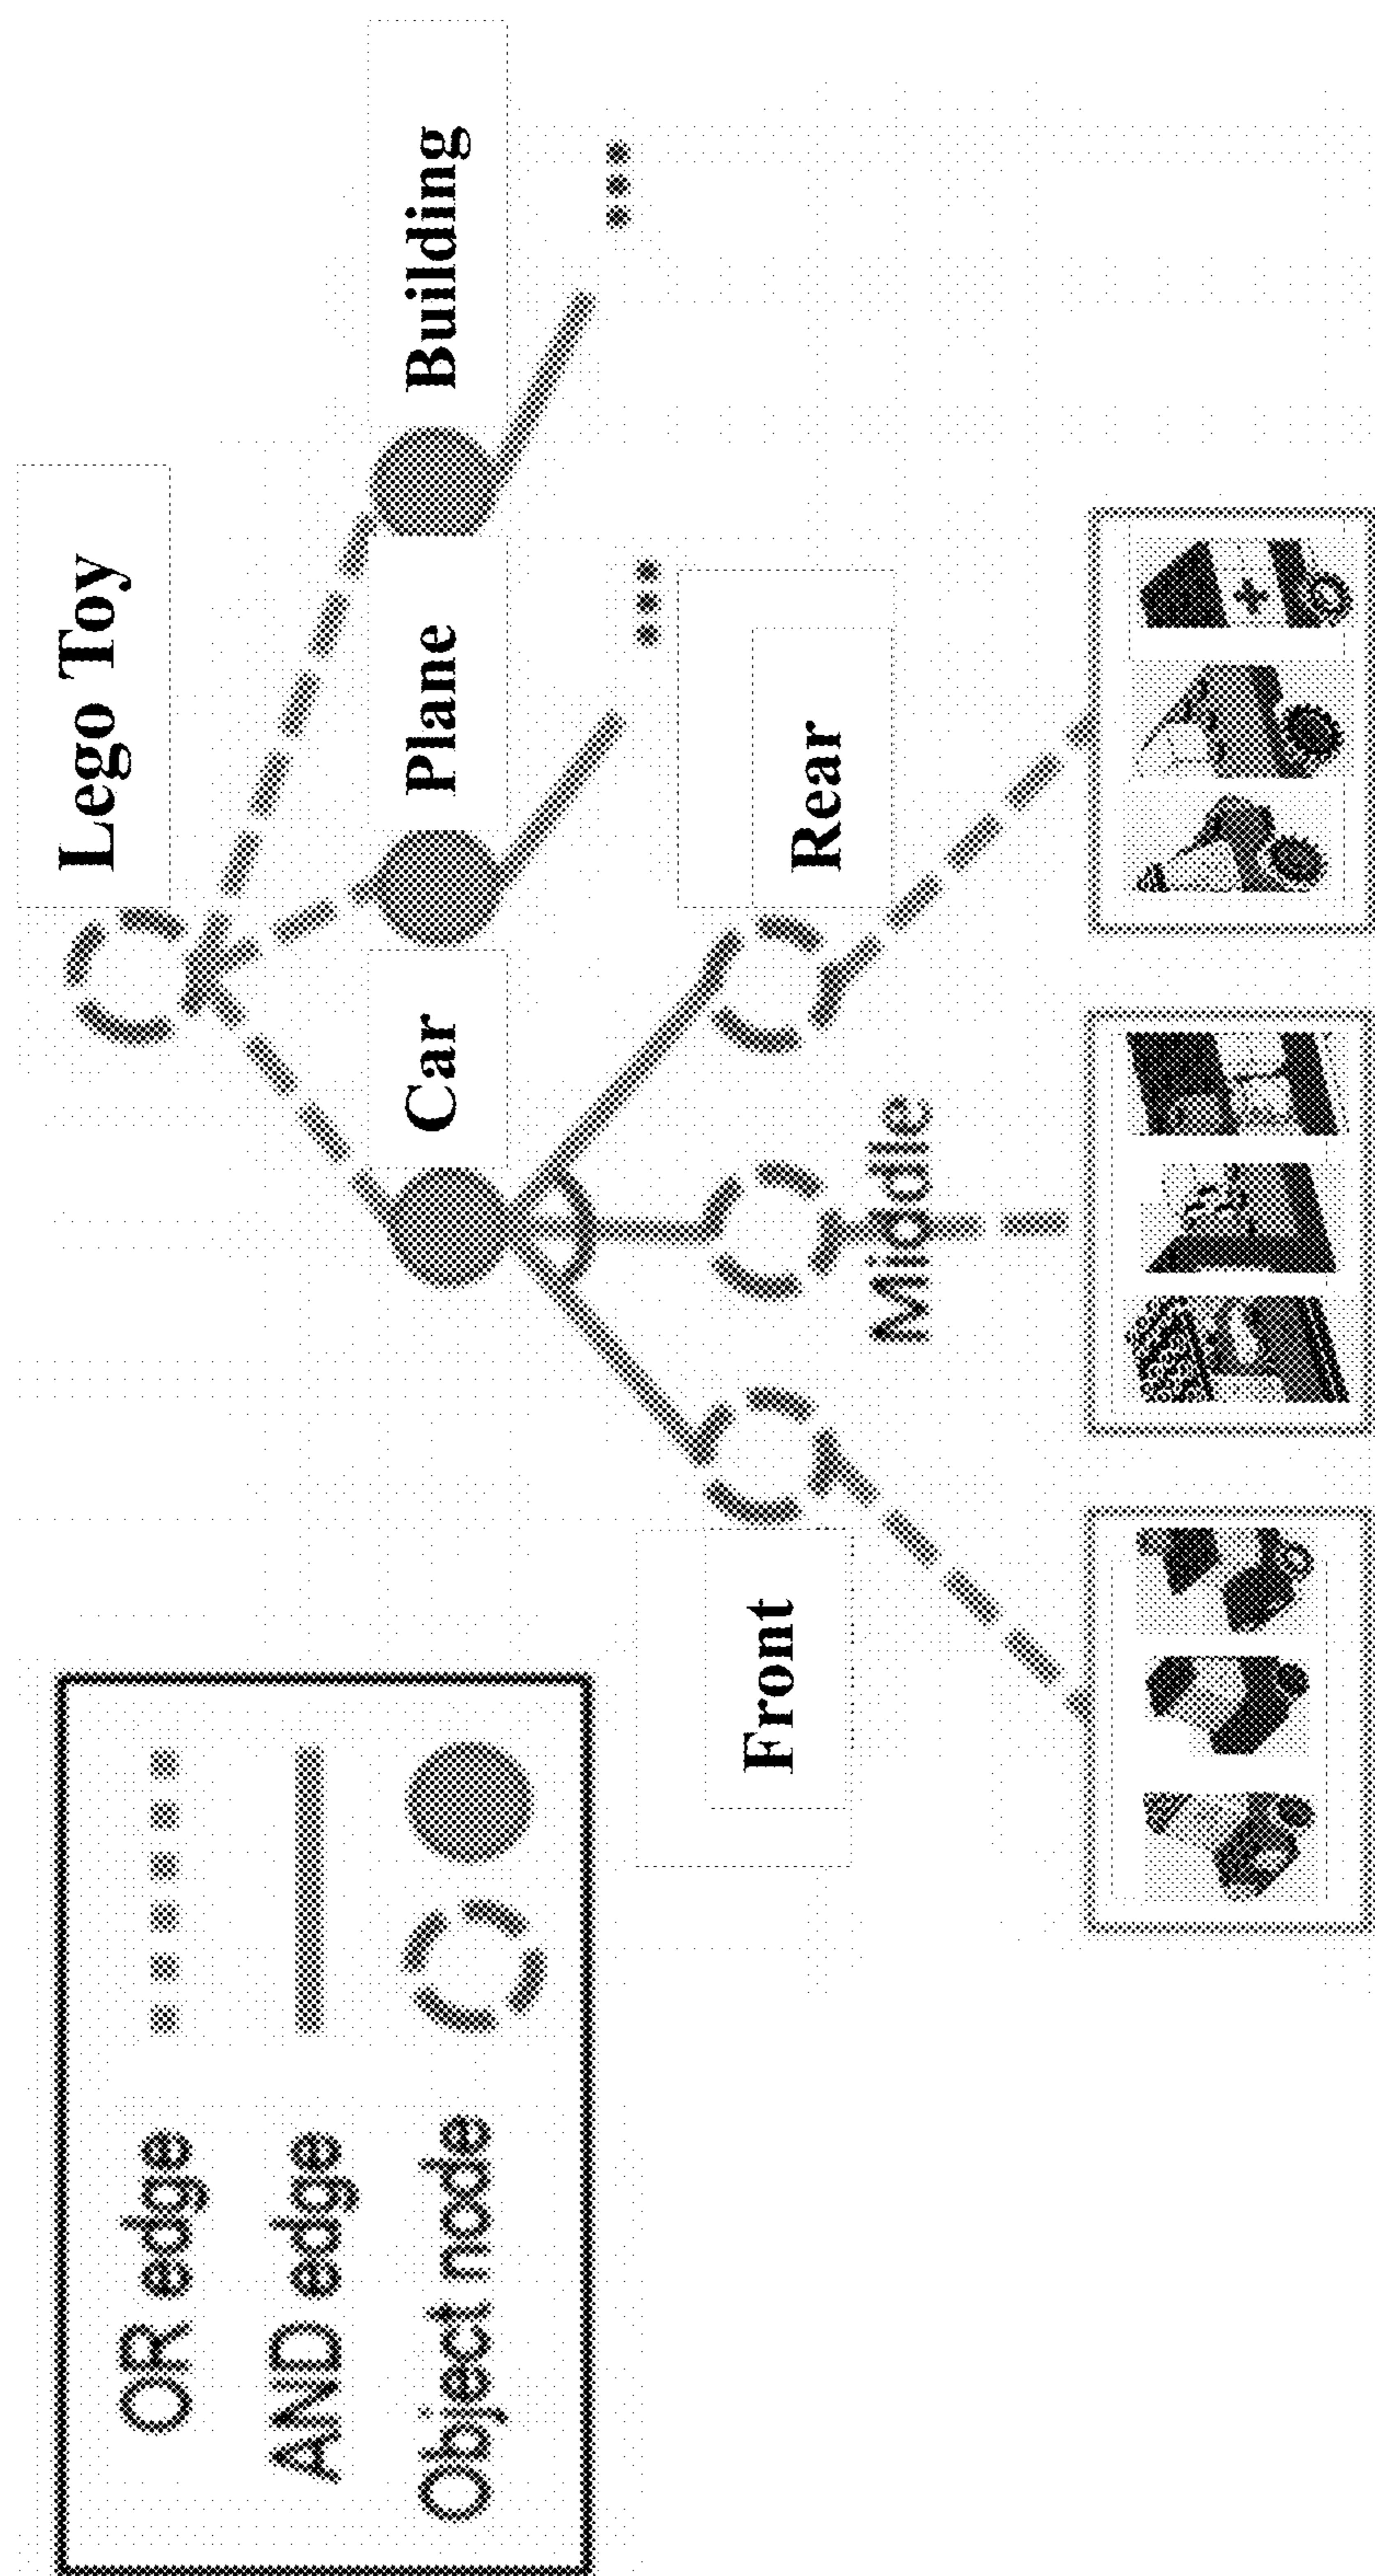 OR edge
AND edge
Object node
Lego Toy
Car
Plane
Building
Front
Middle
Rear